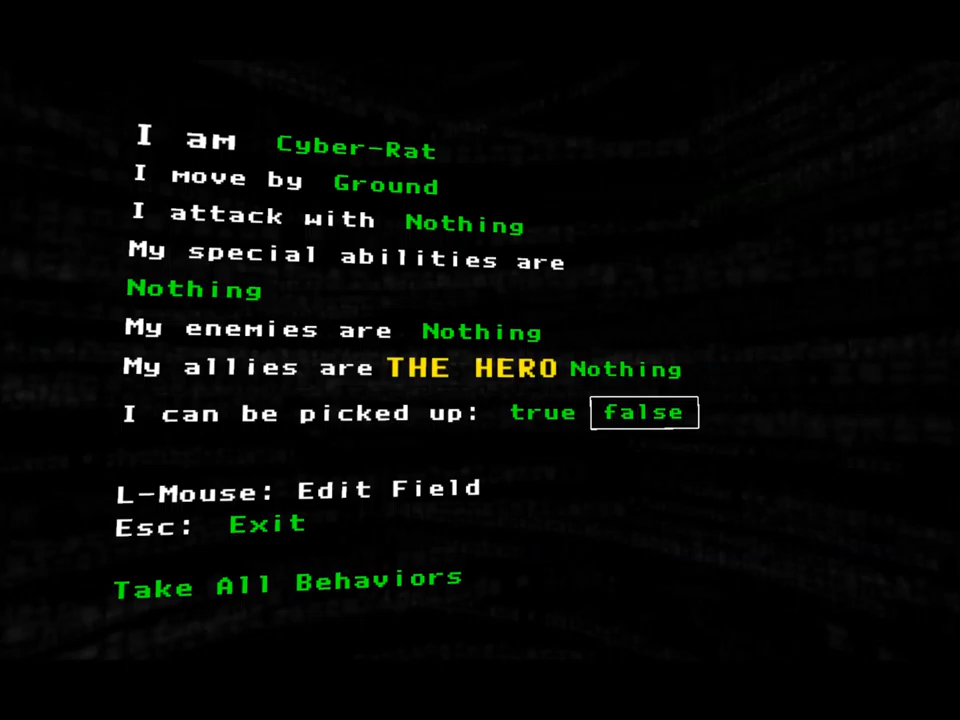 I am Cyber-Rat
I move by Ground
I attack with Nothing
My special abilities are
Nothing
My enemies are Nothing
My allies are THE HERO Nothing
I can be picked up: true false
L-Mouse: Edit Field
Esc: Exit
Take All Behaviors